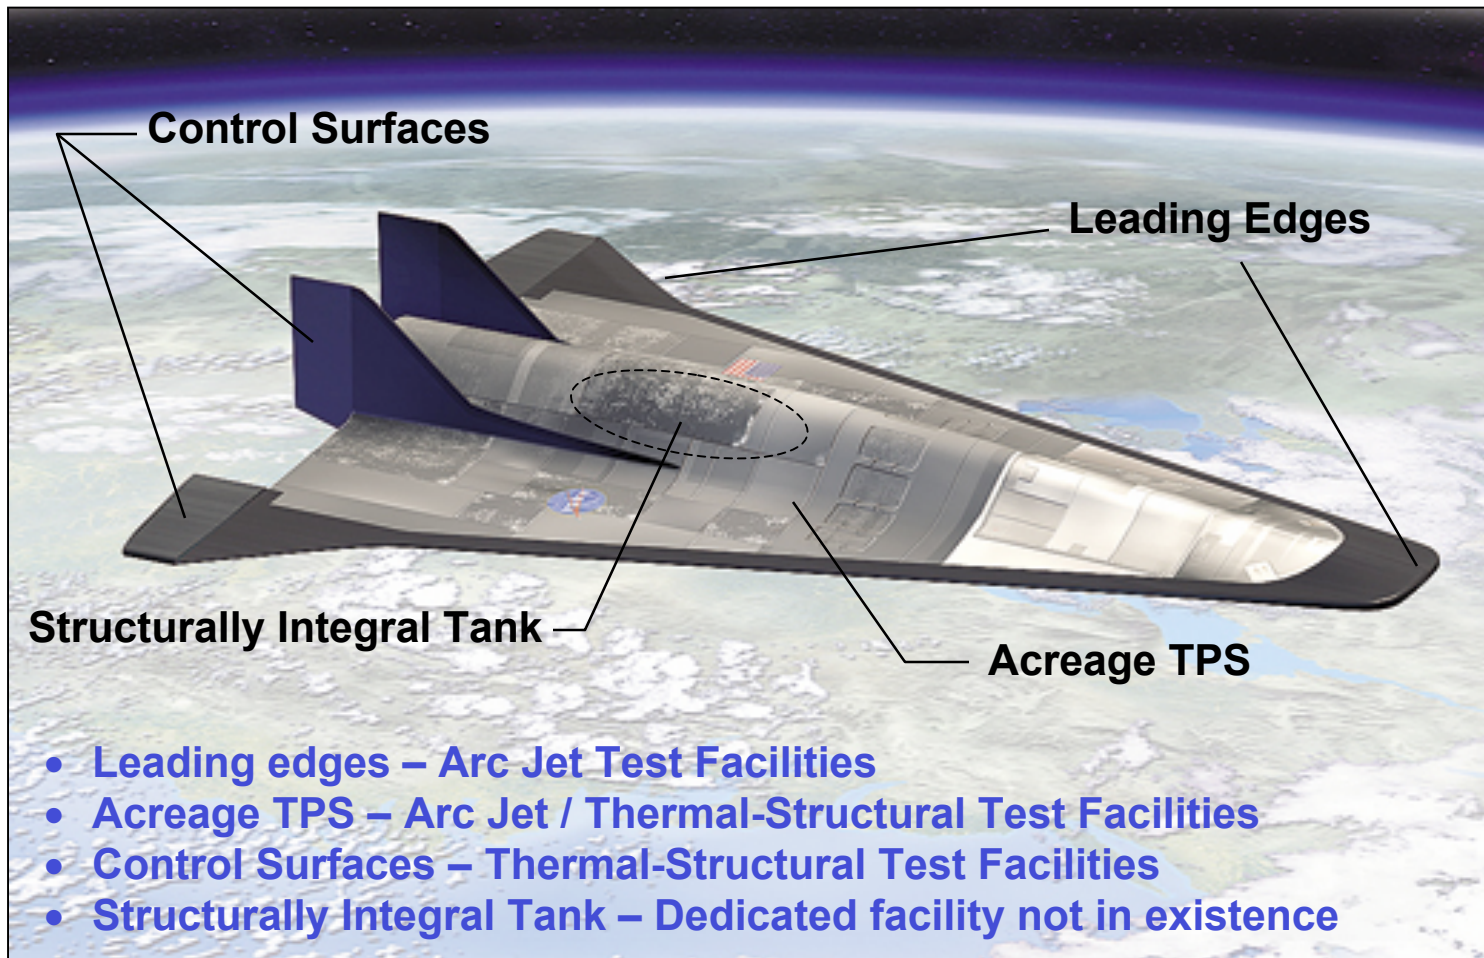 Control Surfaces
Leading Edges
Structurally Integral Tank
Acreage TPS
• Leading edges – Arc Jet Test Facilities
• Acreage TPS – Arc Jet / Thermal-Structural Test Facilities
• Control Surfaces – Thermal-Structural Test Facilities
• Structurally Integral Tank – Dedicated facility not in existence